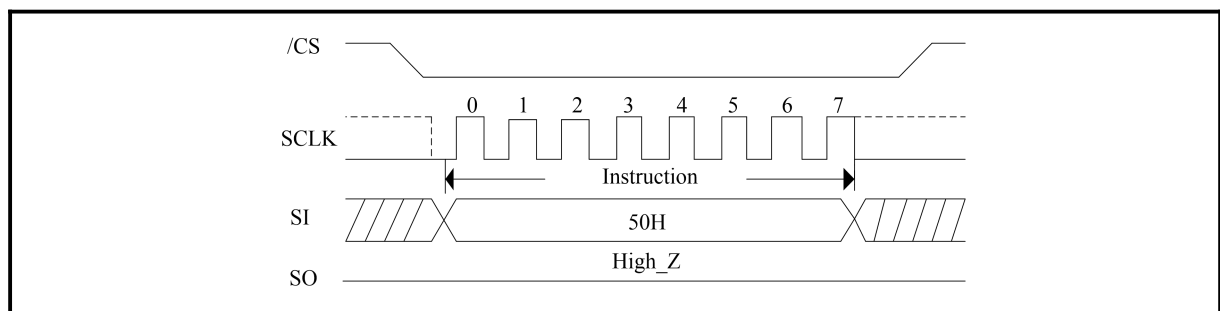 /CS
0 1 2 3 4 5 6 7
SCLK
Instruction
SI
50H
High_Z
SO